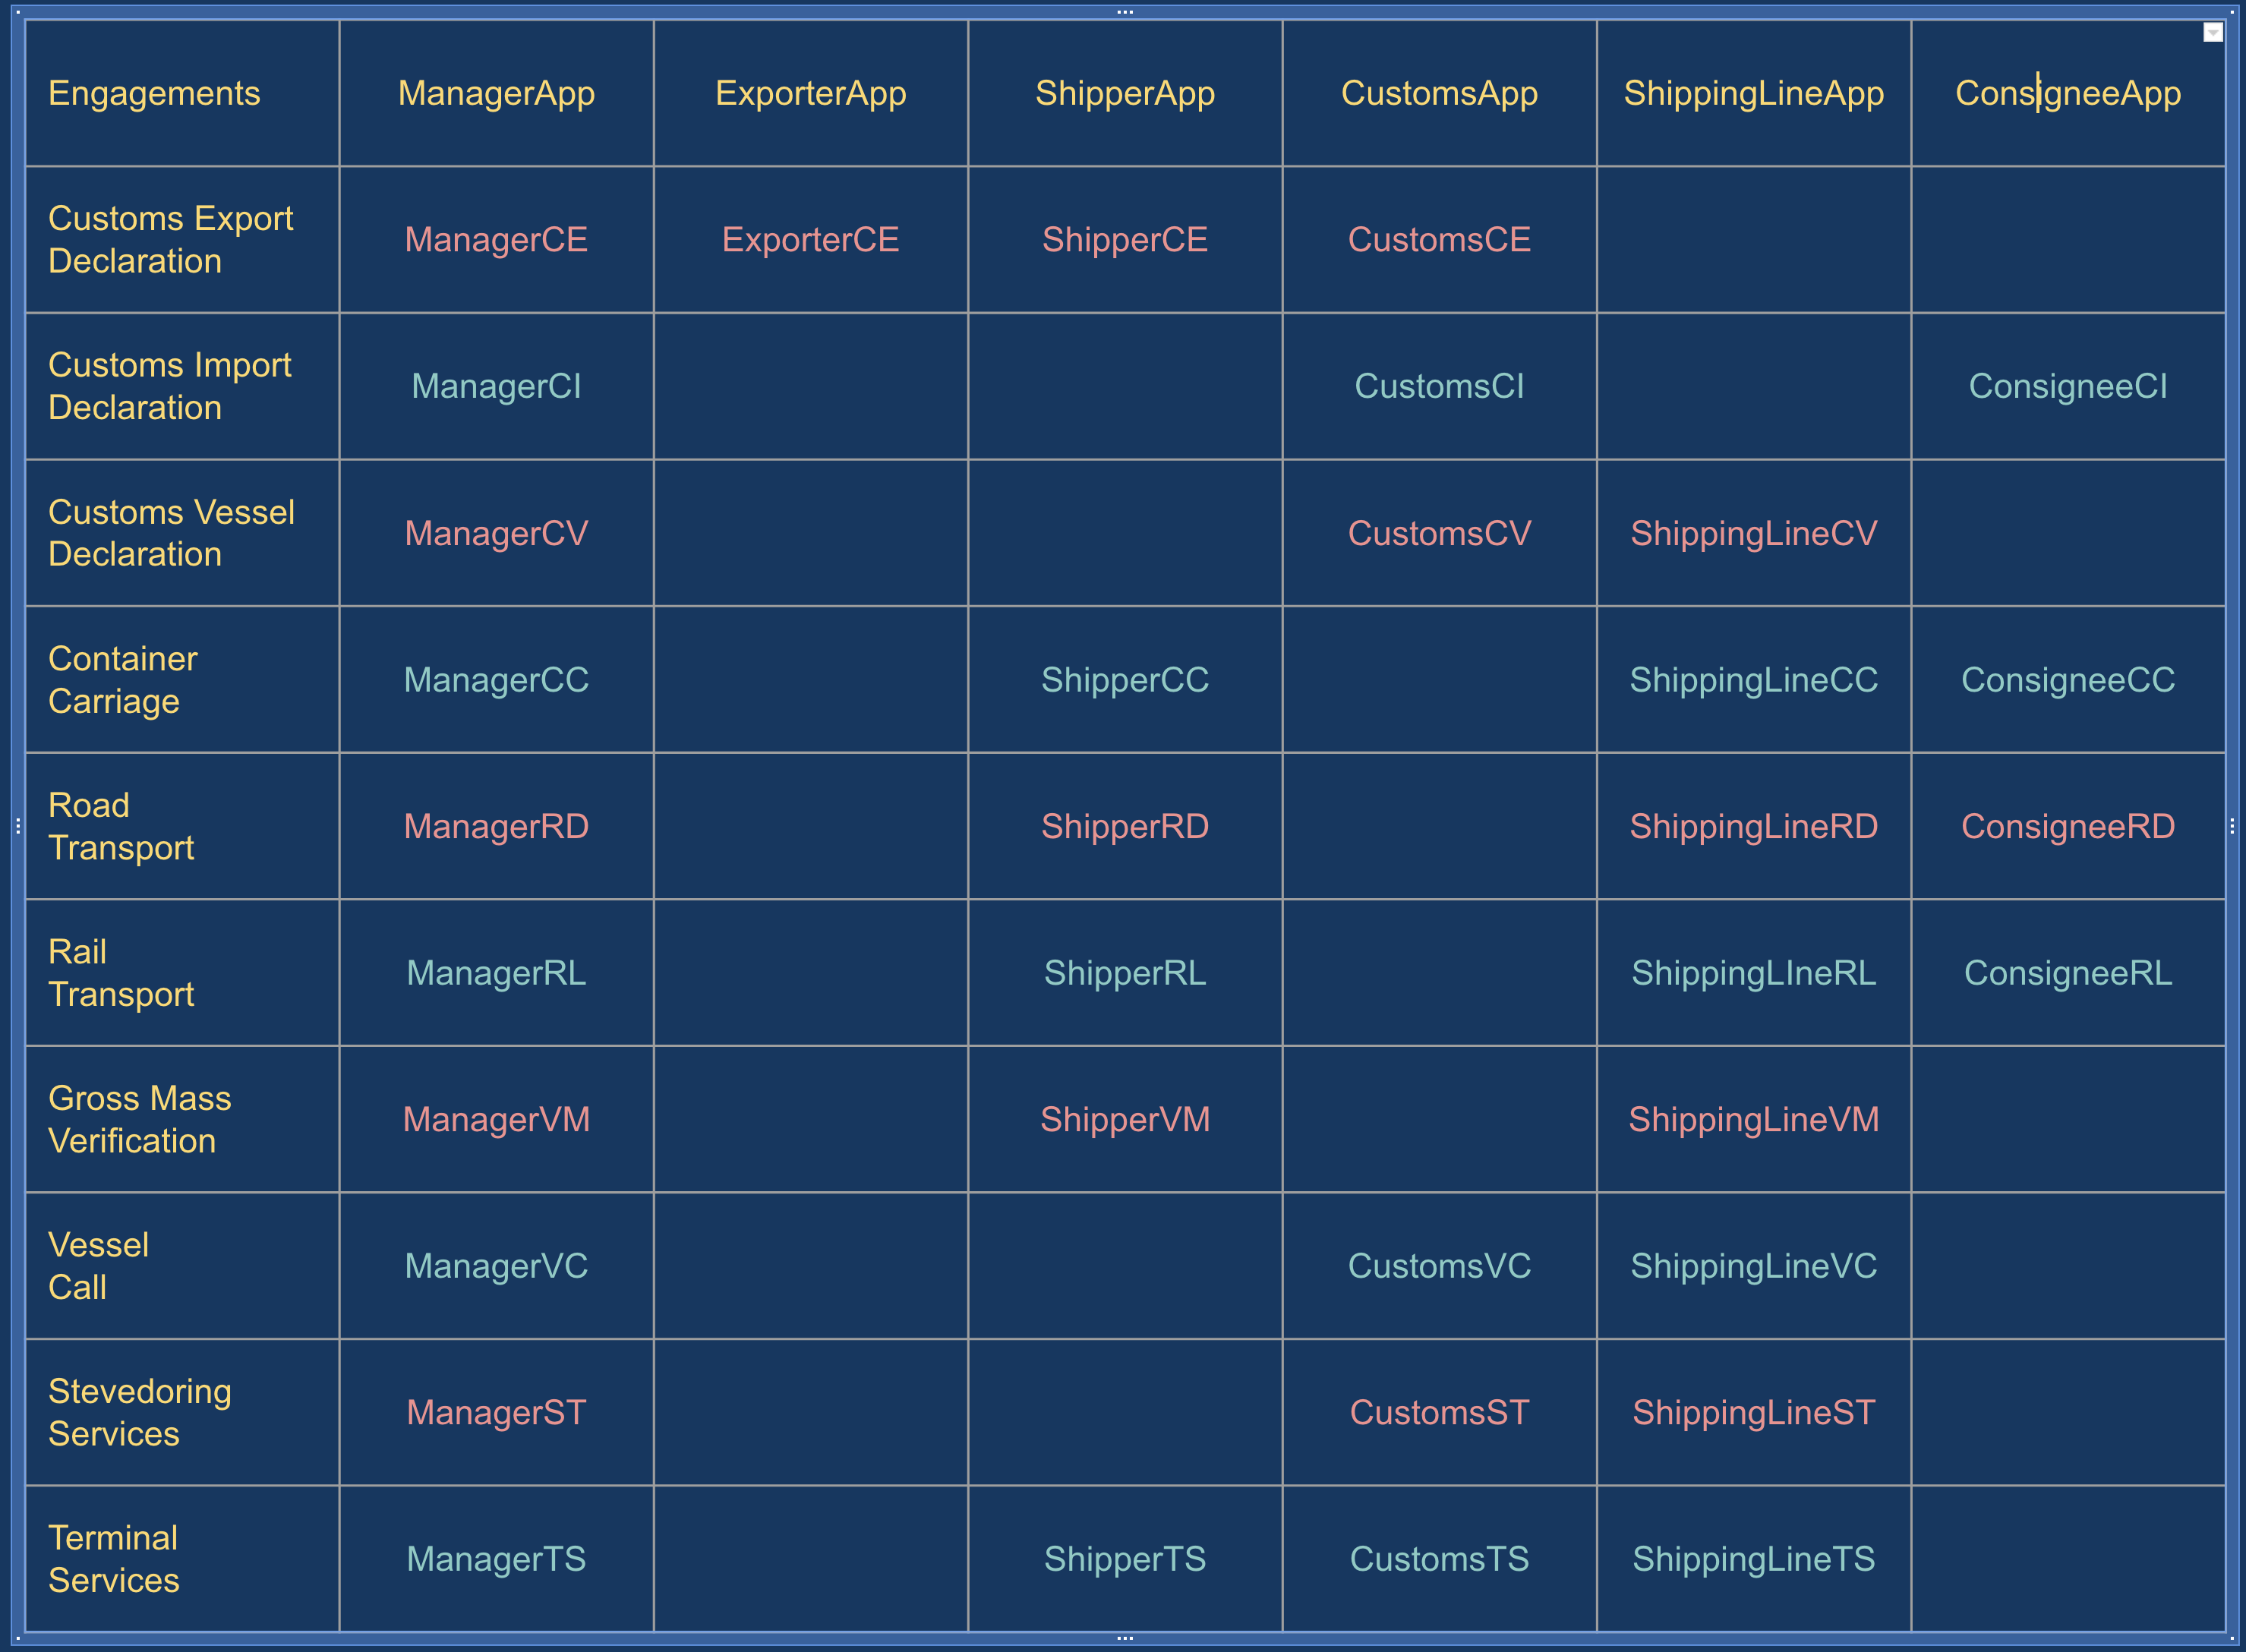 Engagements ManagerApp ExporterApp ShipperApp CustomsApp ShippingLineApp ConsigneeApp
Customs Export
Declaration
ManagerCE ExporterCE ShipperCE CustomsCE
Customs Import
Declaration
ManagerCI CustomsCI ConsigneeCI
Customs Vessel
Declaration
ManagerCV CustomsCV ShippingLineCV
Container
Carriage
ManagerCC ShipperCC ShippingLineCC ConsigneeCC
Road
Transport
ManagerRD ShipperRD ShippingLineRD ConsigneeRD
Rail
Transport
ManagerRL ShipperRL ShippingLIneRL ConsigneeRL
Gross Mass
Verification
ManagerVM ShipperVM ShippingLineVM
Vessel
Call
ManagerVC CustomsVC ShippingLineVC
Stevedoring
Services
ManagerST CustomsST ShippingLineST
Terminal
Services
ManagerTS ShipperTS CustomsTS ShippingLineTS